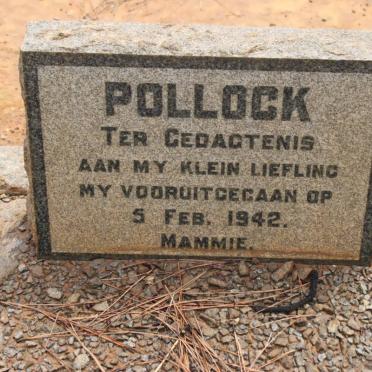 POLLOCK
TER GEDAGTENIS
AAN MY KLEIN LIEFLING
MY VOORUITGEGAAN OP
5 FEB. 1942.
MAMMIE.